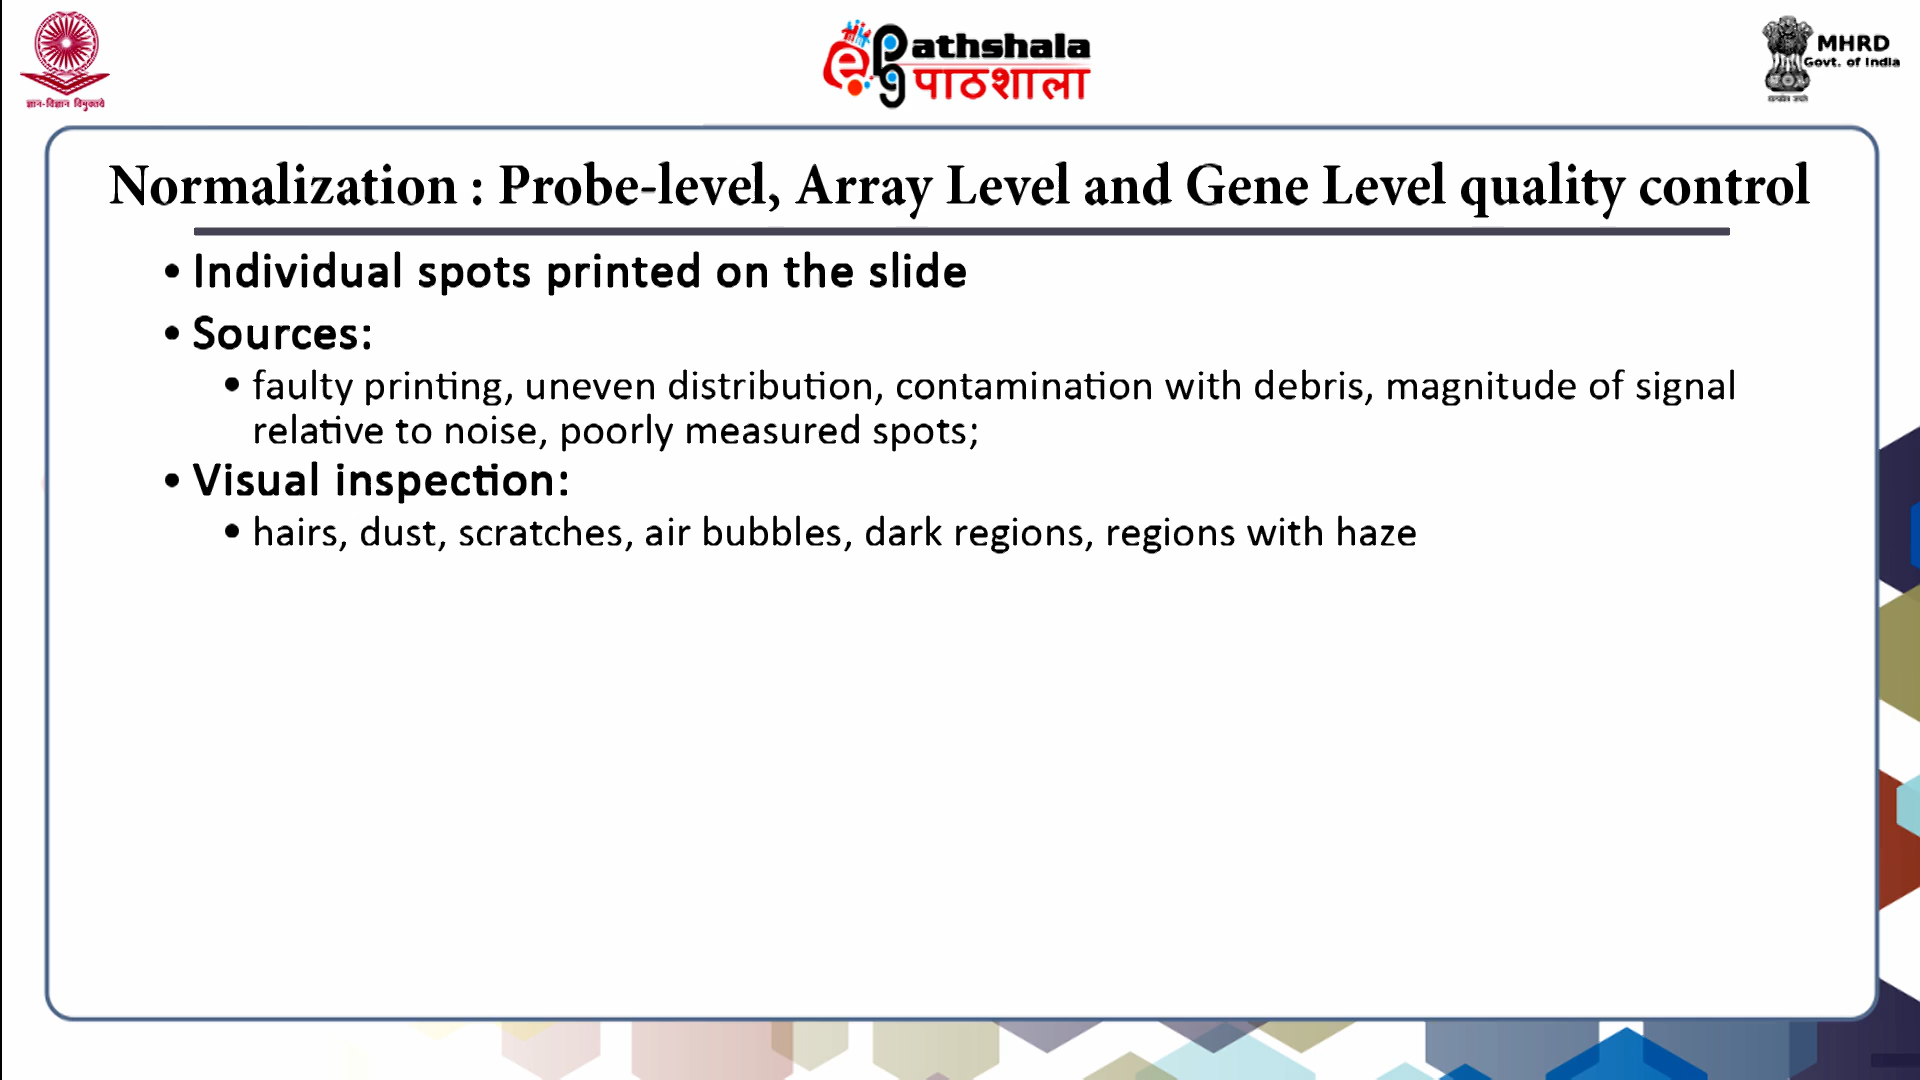 ज्ञान-विज्ञान विमुक्तये
e Pathshala
पाठशाला
MHRD
Govt. of India
Normalization : Probe-level, Array Level and Gene Level quality control
• Individual spots printed on the slide
• Sources:
• faulty printing, uneven distribution, contamination with debris, magnitude of signal
relative to noise, poorly measured spots;
• Visual inspection:
• hairs, dust, scratches, air bubbles, dark regions, regions with haze